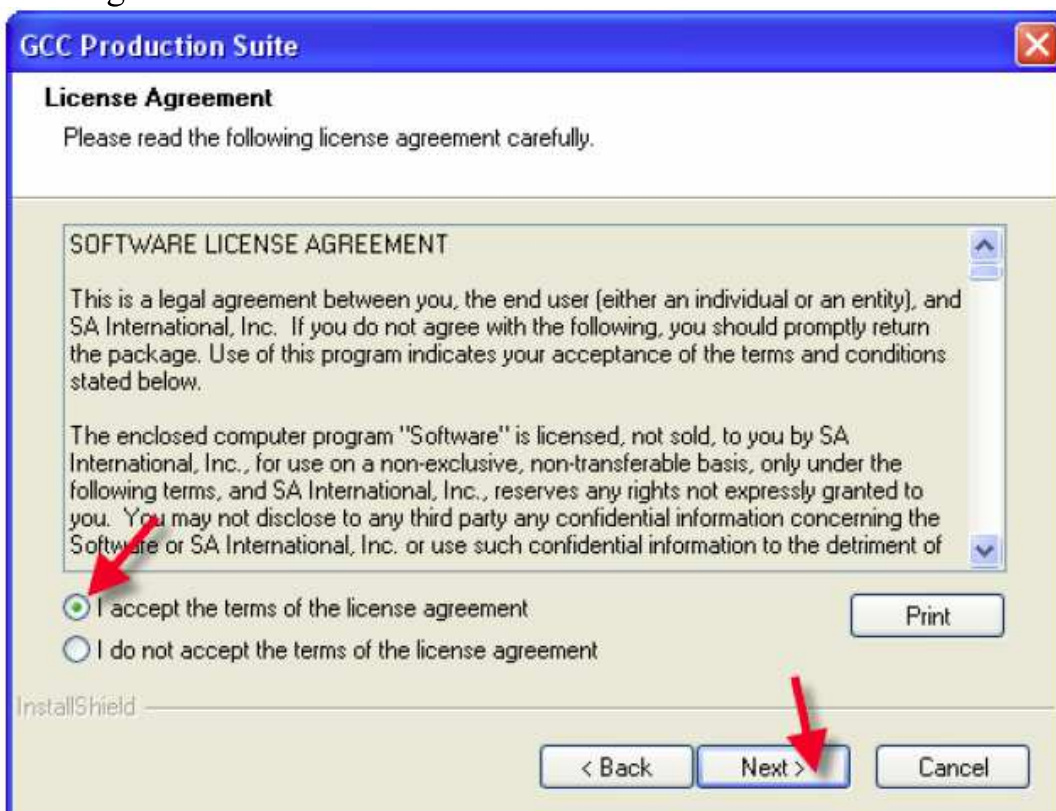 GCC Production Suite
License Agreement
Please read the following license agreement carefully.
SOFTWARE LICENSE AGREEMENT
This is a legal agreement between you, the end user (either an individual or an entity), and
SA International, Inc.  If you do not agree with the following, you should promptly return
the package. Use of this program indicates your acceptance of the terms and conditions
stated below.
The enclosed computer program "Software" is licensed, not sold, to you by SA
International, Inc., for use on a non-exclusive, non-transferable basis, only under the
following terms, and SA International, Inc., reserves any rights not expressly granted to
you.  You may not disclose to any third party any confidential information concerning the
Software or SA International, Inc. or use such confidential information to the detriment of
I accept the terms of the license agreement
Print
I do not accept the terms of the license agreement
InstallShield
< Back
Next >
Cancel